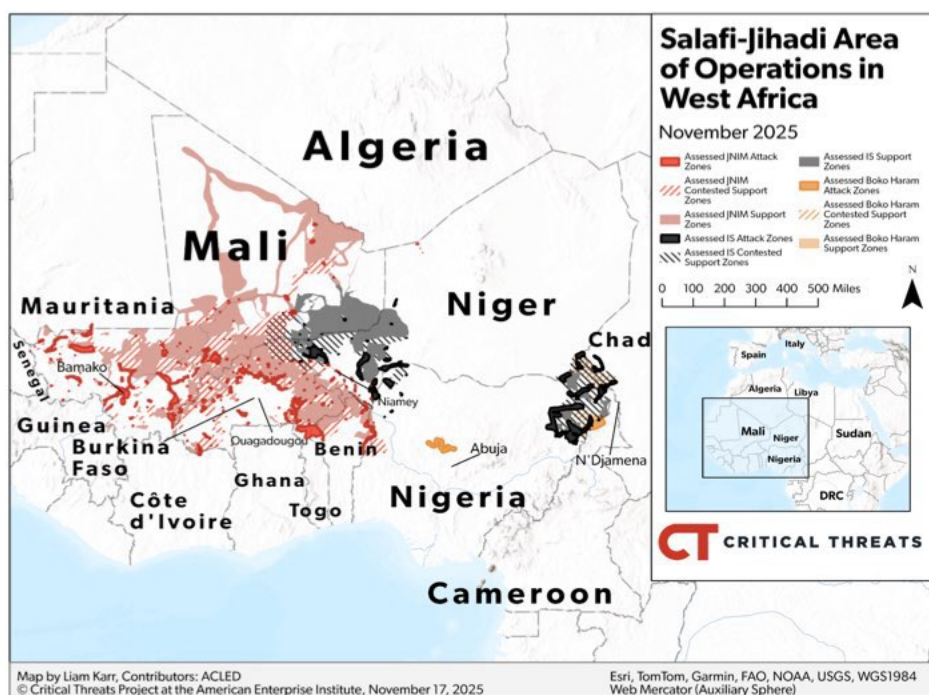 Salafi-Jihadi Area
of Operations in
West Africa
November 2025
Assessed JNIM Attack
Zones
Assessed JNIM
Contested Support
Zones
Assessed JNIM Support
Zones
Assessed IS Attack Zones
Assessed IS Contested
Support Zones
Assessed IS Support
Zones
Assessed Boko Haram
Attack Zones
Assessed Boko Haram
Contested Support
Zones
Assessed Boko Haram
Support Zones
N
0 100 200 300 400 500 Miles
Algeria
Mali
Mauritania
Niger
Chad
Senegal
Bamako
Niamey
Guinea
Burkina
Faso
Ouagadougou
Benin
Abuja
N'Djamena
Ghana
Nigeria
Côte
d'Ivoire
Togo
Cameroon
Spain
Italy
Algeria
Libya
Mali
Niger
Sudan
Nigeria
DRC
CT CRITICAL THREATS
Map by Liam Karr, Contributors: ACLED
© Critical Threats Project at the American Enterprise Institute, November 17, 2025
Esri, TomTom, Garmin, FAO, NOAA, USGS, WGS1984
Web Mercator (Auxiliary Sphere)